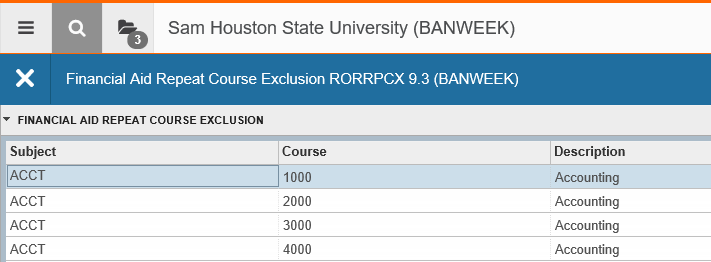 3
Sam Houston State University (BANWEEK)
Financial Aid Repeat Course Exclusion RORRPCX 9.3 (BANWEEK)
FINANCIAL AID REPEAT COURSE EXCLUSION
Subject Course Description
ACCT 1000 Accounting
ACCT 2000 Accounting
ACCT 3000 Accounting
ACCT 4000 Accounting